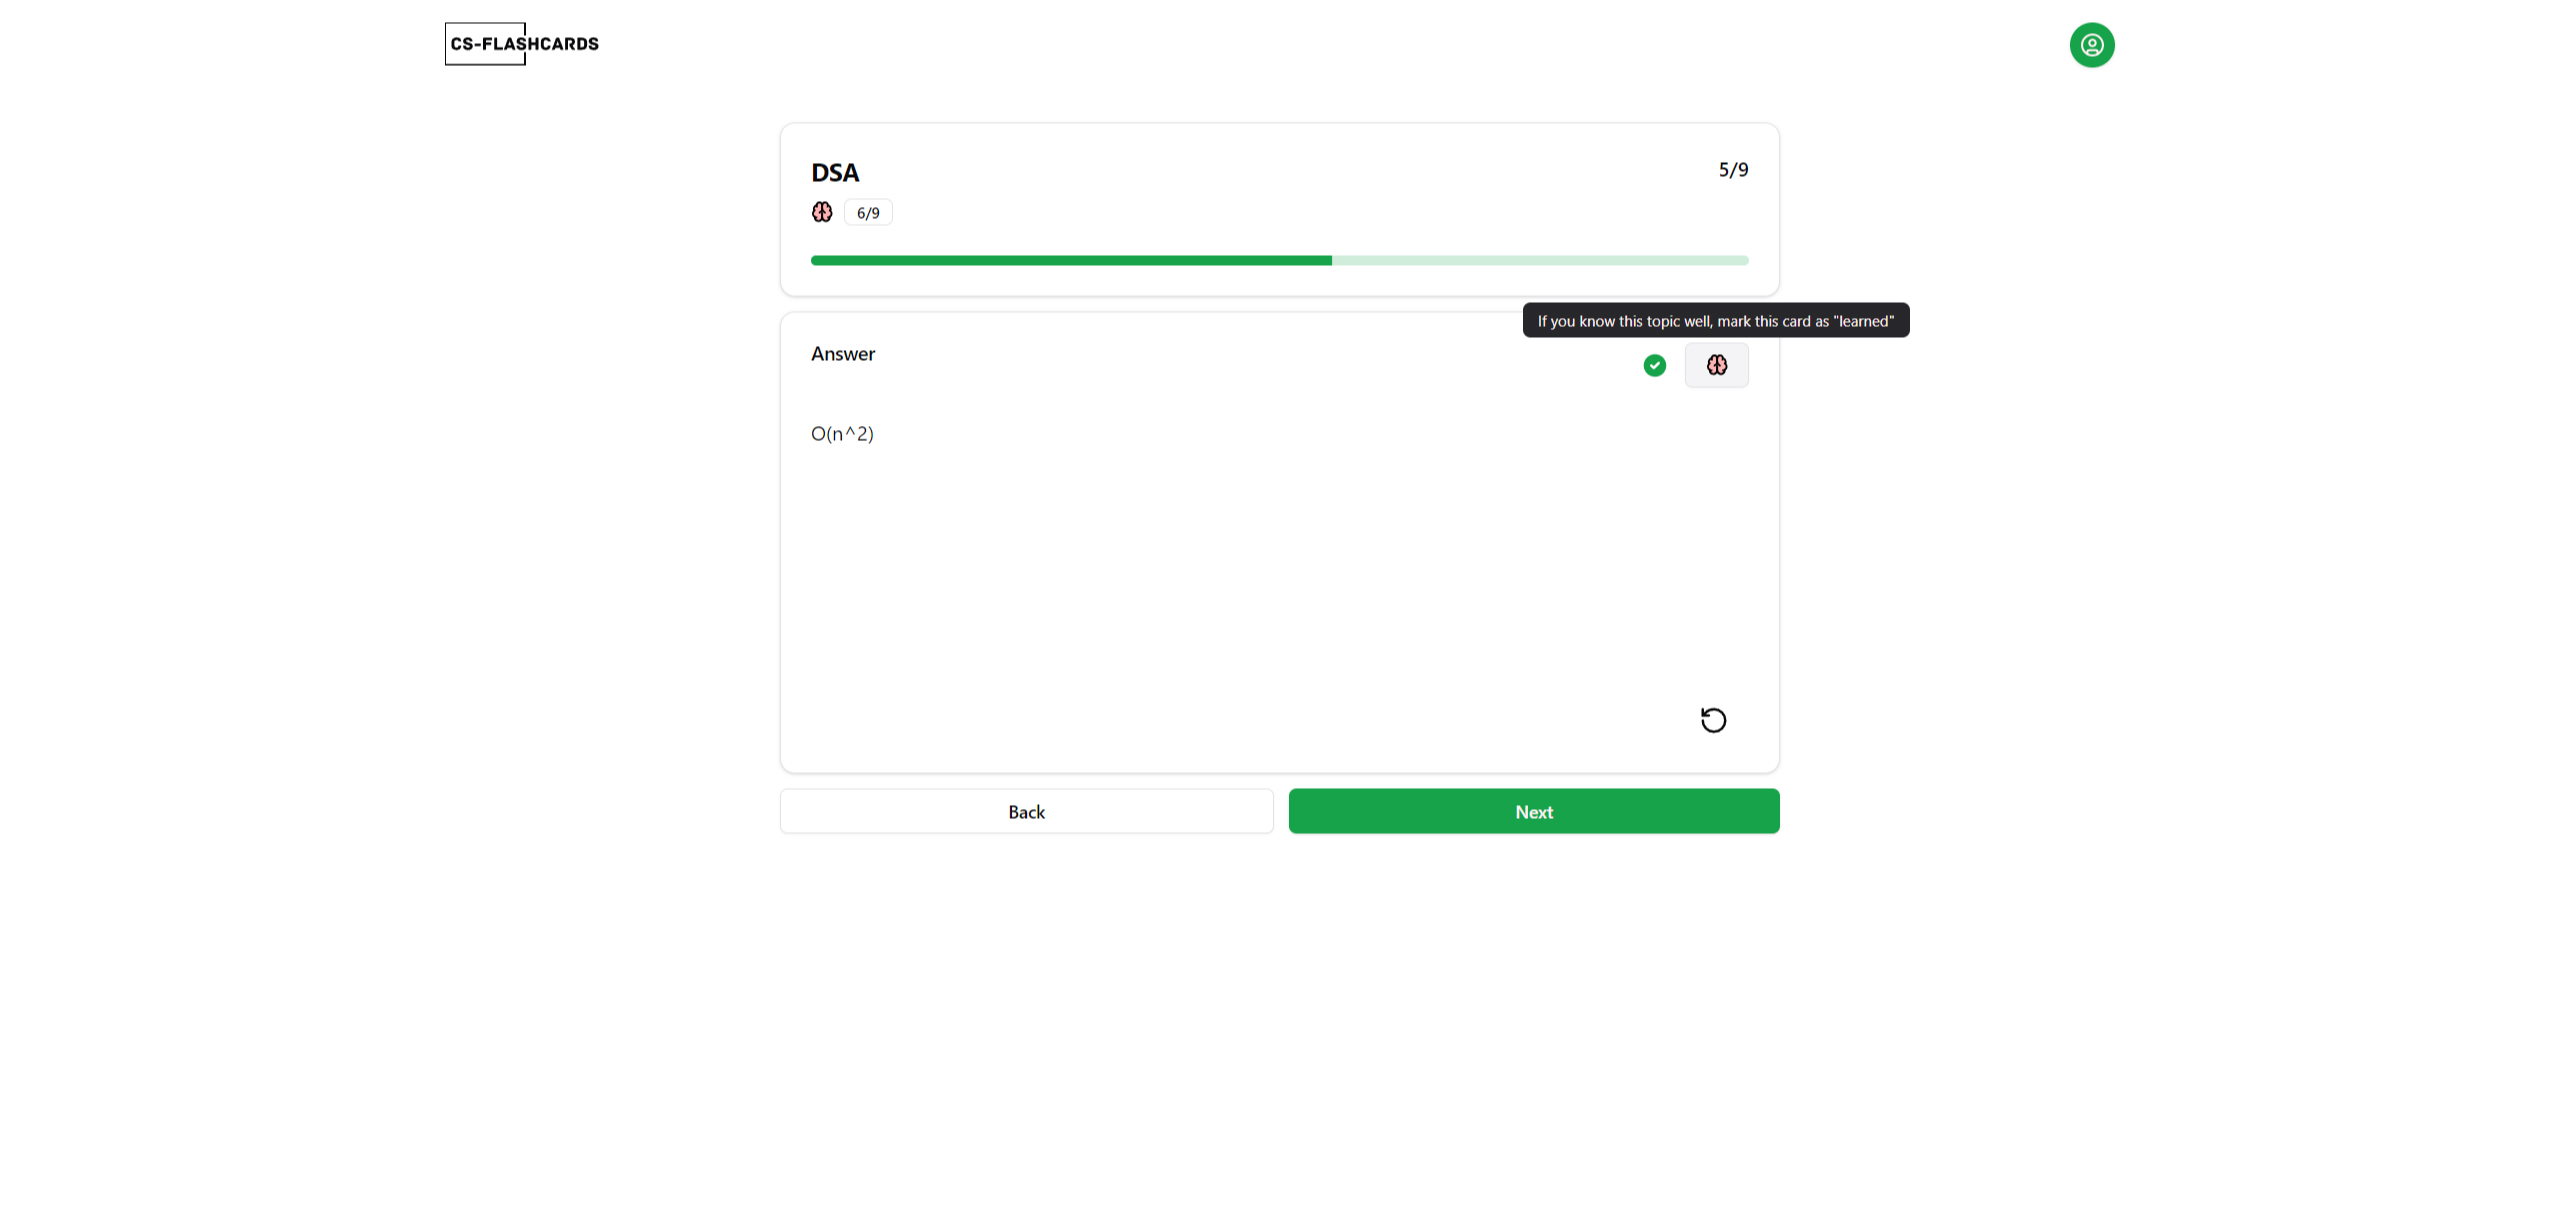 CS-FLASHCARDS
DSA
5/9
6/9
If you know this topic well, mark this card as "learned"
Answer
O(n^2)
Back
Next